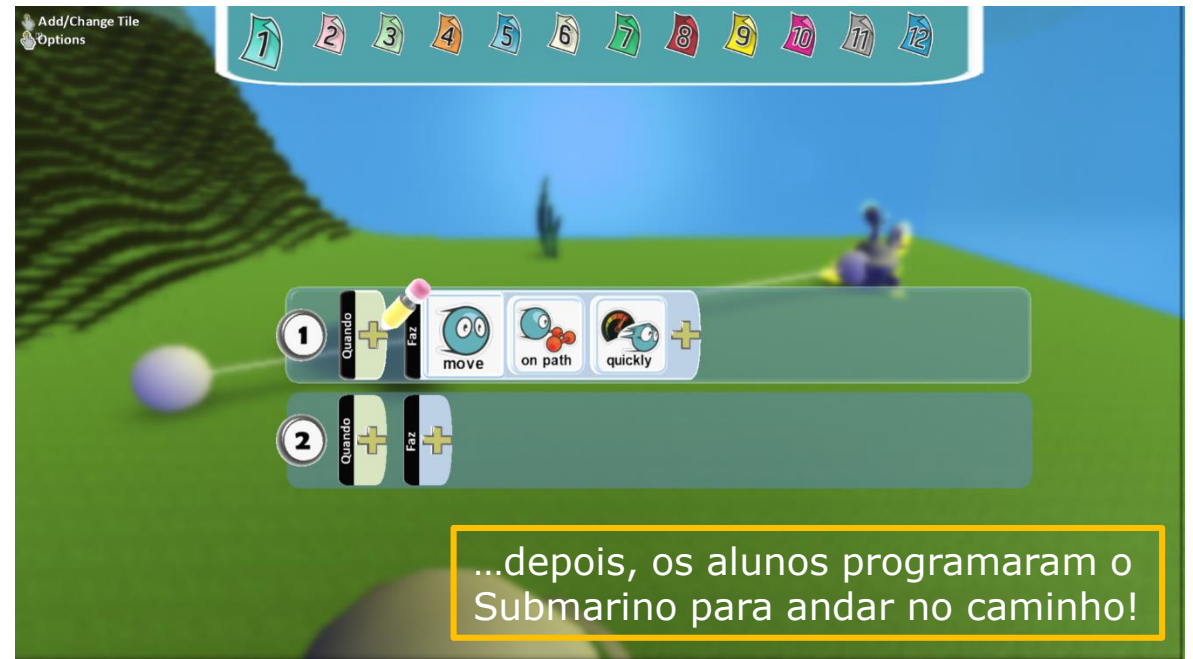 Add/Change Tile
Options
1 2 3 4 5 6 7 8 9 10 11 12
1 Quando Faz move on path quickly
2 Quando Faz
...depois, os alunos programaram o
Submarino para andar no caminho!